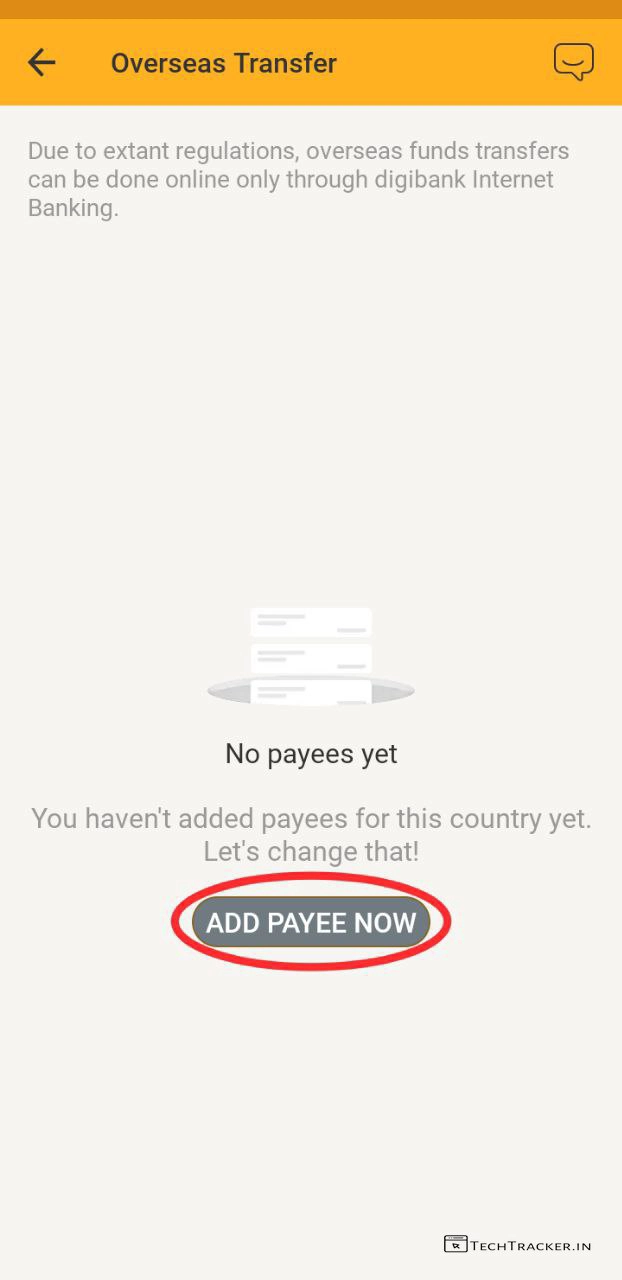 Overseas Transfer
Due to extant regulations, overseas funds transfers
can be done online only through digibank Internet
Banking.
No payees yet
You haven't added payees for this country yet.
Let's change that!
ADD PAYEE NOW
TECHTRACKER.IN